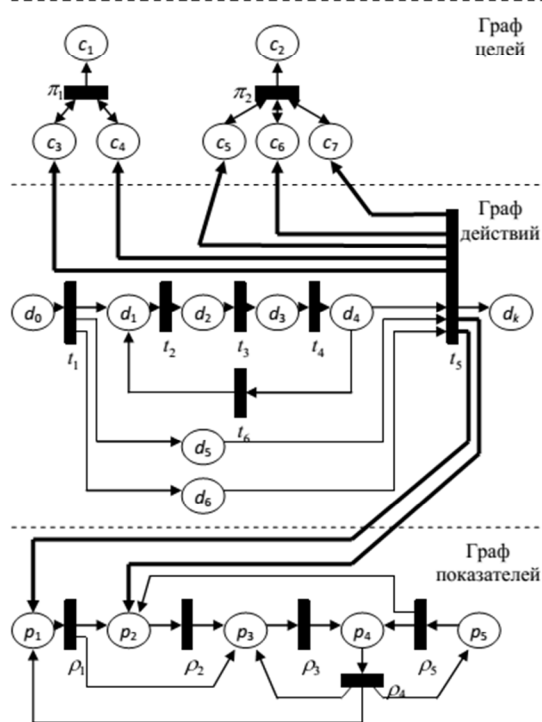 Граф
целей
c1
c2
π1
π2
c3
c4
c5
c6
c7
Граф
действий
d0
d1
d2
d3
d4
dk
t1
t2
t3
t4
t5
t6
d5
d6
Граф
показателей
p1
p2
p3
p4
p5
ρ1
ρ2
ρ3
ρ4
ρ5